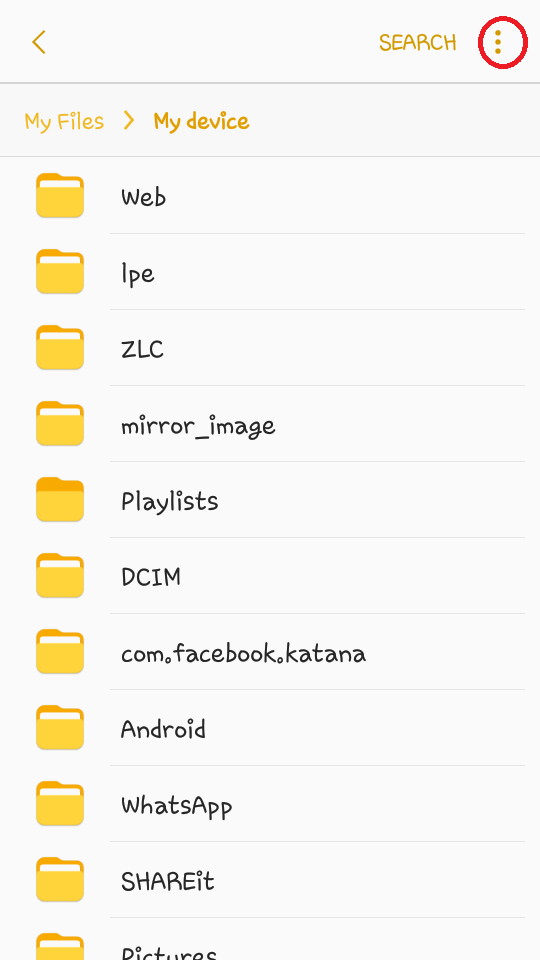 SEARCH
My Files > My device
Web
lpe
ZLC
mirror_image
Playlists
DCIM
com.facebook.katana
Android
WhatsApp
SHAREit
Pictures